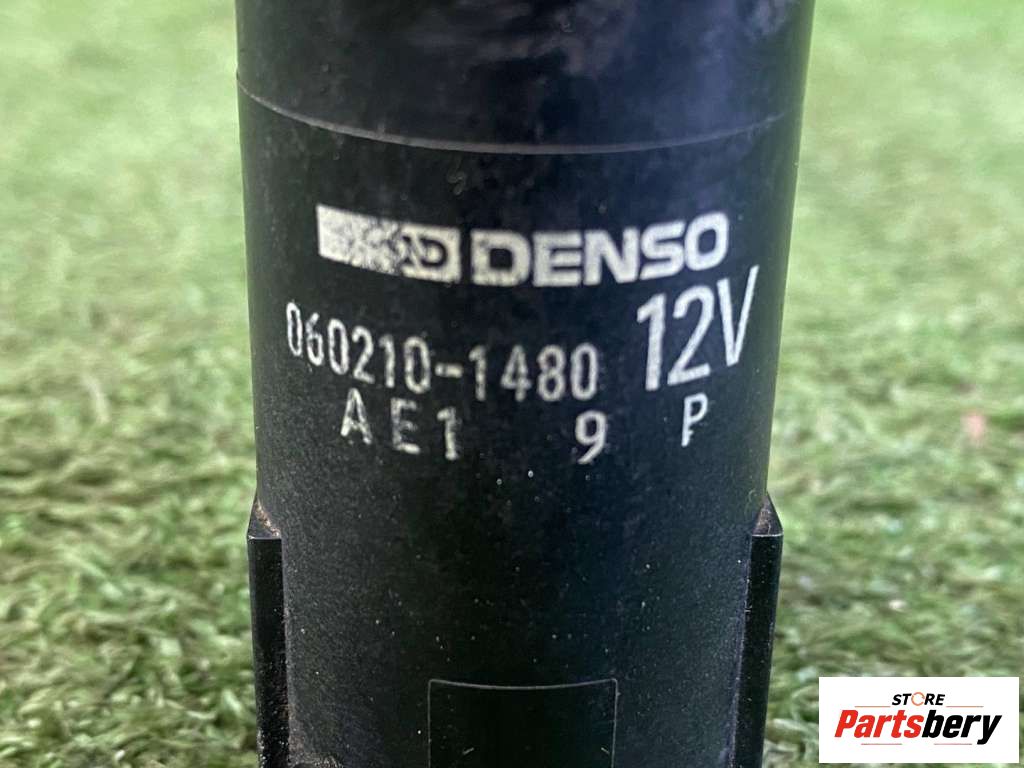 DENSO
060210-1480 12V
AE1 9 P
STORE
Partsbery